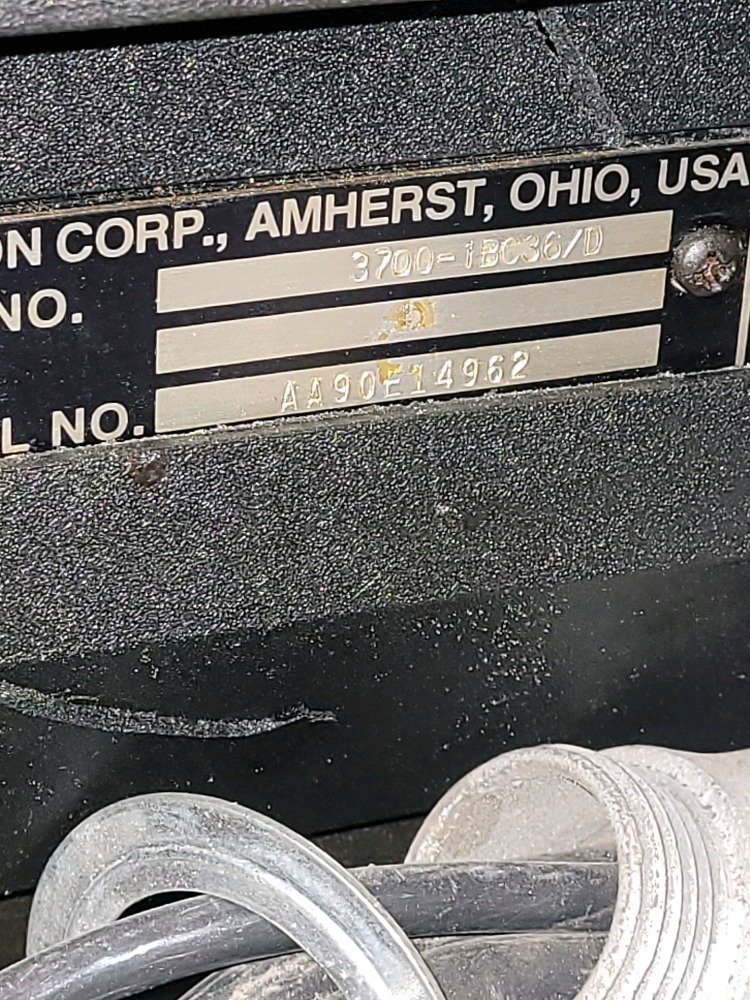 ON CORP., AMHERST, OHIO, USA
NO. 3700-1BC36/D
L NO. AA90E14962